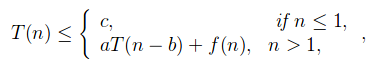 T(n) ≤ { c, if n ≤ 1,
aT(n − b) + f(n), n > 1, ,